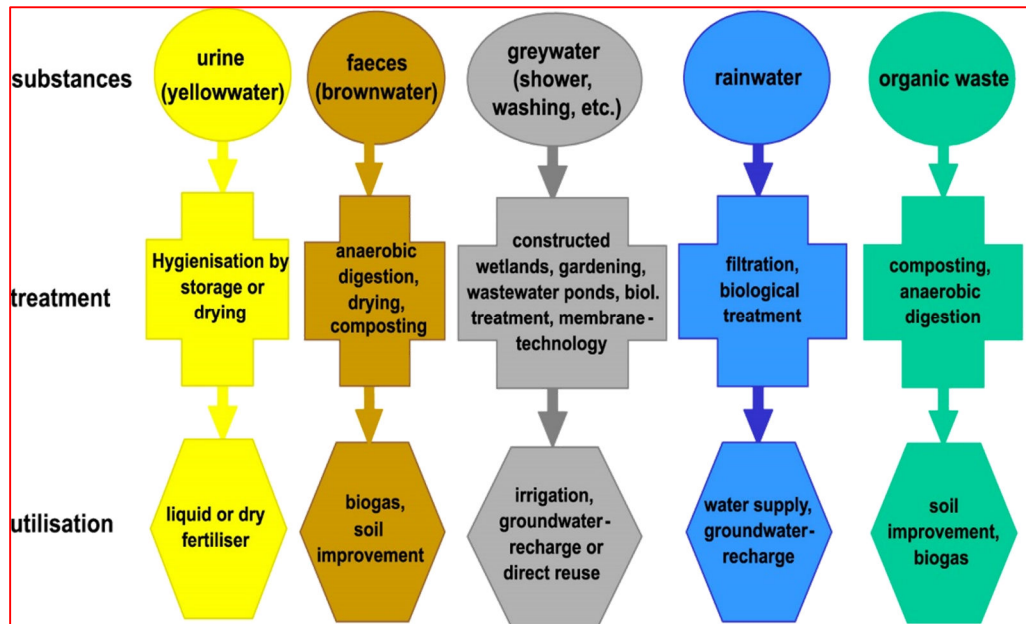 substances
urine
(yellowwater)
faeces
(brownwater)
greywater
(shower,
washing, etc.)
rainwater
organic waste
treatment
Hygienisation by
storage or
drying
anaerobic
digestion,
drying,
composting
constructed
wetlands, gardening,
wastewater ponds, biol.
treatment, membrane-
technology
filtration,
biological
treatment
composting,
anaerobic
digestion
utilisation
liquid or dry
fertiliser
biogas,
soil
improvement
irrigation,
groundwater-
recharge or
direct reuse
water supply,
groundwater-
recharge
soil
improvement,
biogas